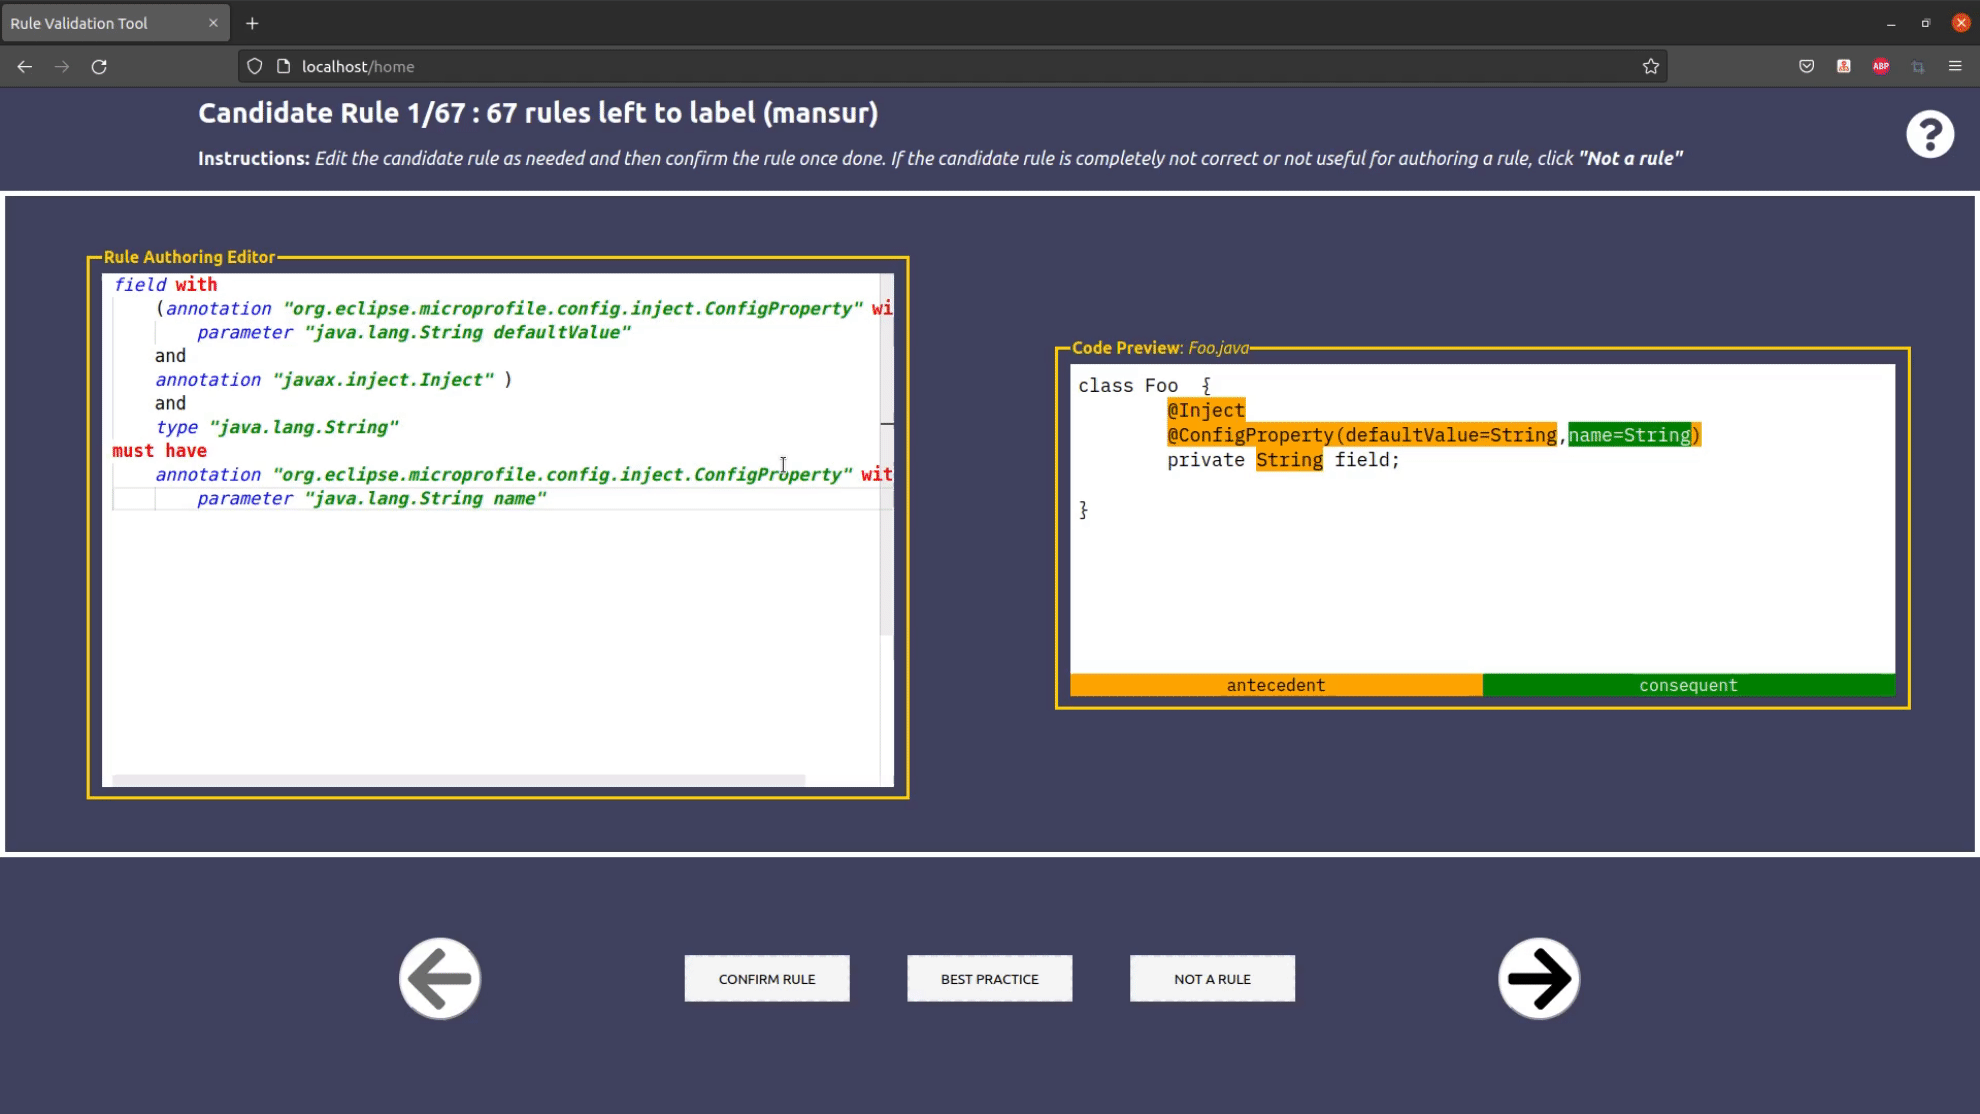 Rule Validation Tool
localhost/home
ABP
Candidate Rule 1/67 : 67 rules left to label (mansur)
Instructions: Edit the candidate rule as needed and then confirm the rule once done. If the candidate rule is completely not correct or not useful for authoring a rule, click "Not a rule"
?
Rule Authoring Editor
field with
(annotation "org.eclipse.microprofile.config.inject.ConfigProperty" wi
parameter "java.lang.String defaultValue"
and
annotation "javax.inject.Inject" )
and
type "java.lang.String"
must have
annotation "org.eclipse.microprofile.config.inject.ConfigProperty" wit
parameter "java.lang.String name"
Code Preview: Foo.java
class Foo {
@Inject
@ConfigProperty(defaultValue=String,name=String)
private String field;
}
antecedent consequent
CONFIRM RULE BEST PRACTICE NOT A RULE